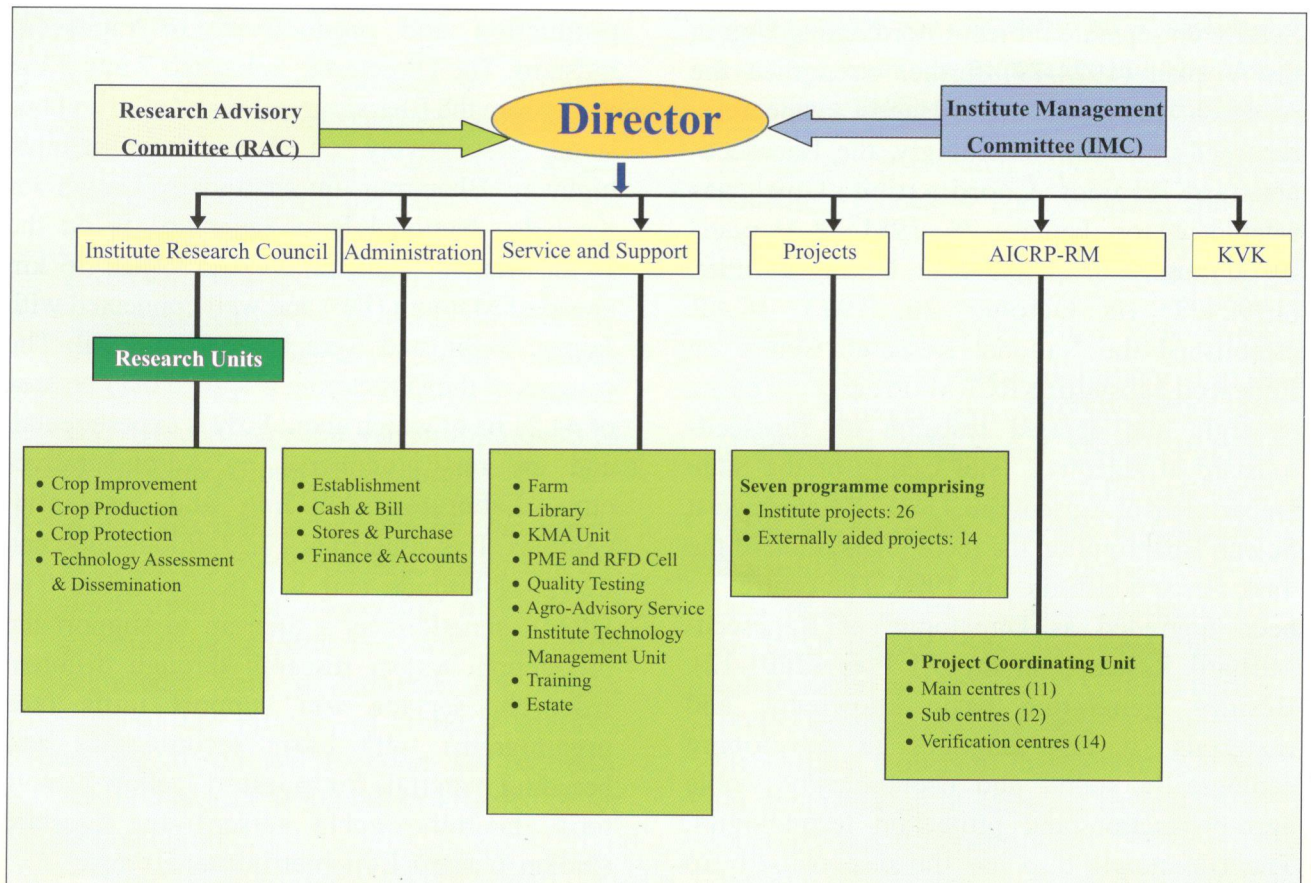 Research Advisory
Committee (RAC)
Director
Institute Management
Committee (IMC)
Institute Research Council
Administration
Service and Support
Projects
AICRP-RM
KVK
Research Units
• Crop Improvement
• Crop Production
• Crop Protection
• Technology Assessment
& Dissemination
• Establishment
• Cash & Bill
• Stores & Purchase
• Finance & Accounts
• Farm
• Library
• KMA Unit
• PME and RFD Cell
• Quality Testing
• Agro-Advisory Service
• Institute Technology
Management Unit
• Training
• Estate
Seven programme comprising
• Institute projects: 26
• Externally aided projects: 14
• Project Coordinating Unit
• Main centres (11)
• Sub centres (12)
• Verification centres (14)